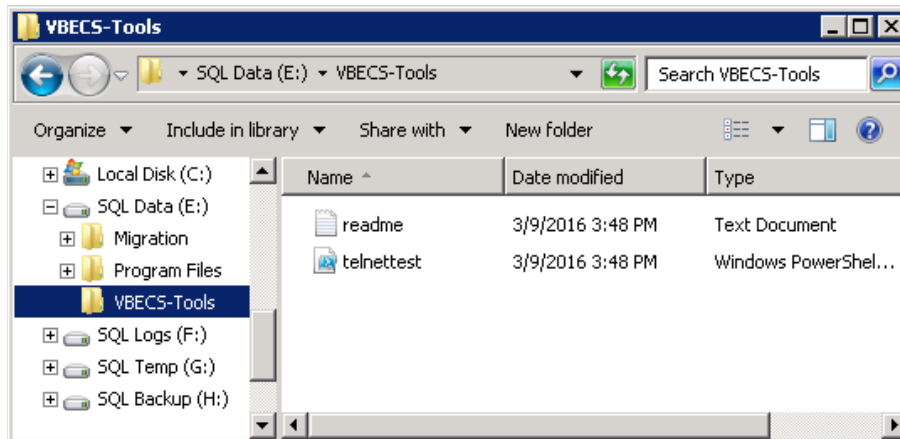 VBECS-Tools
SQL Data (E:) VBECS-Tools Search VBECS-Tools
Organize Include in library Share with New folder
Local Disk (C:)
SQL Data (E:)
Migration
Program Files
VBECS-Tools
SQL Logs (F:)
SQL Temp (G:)
SQL Backup (H:)
Name Date modified Type
readme 3/9/2016 3:48 PM Text Document
telnettest 3/9/2016 3:48 PM Windows PowerShel...